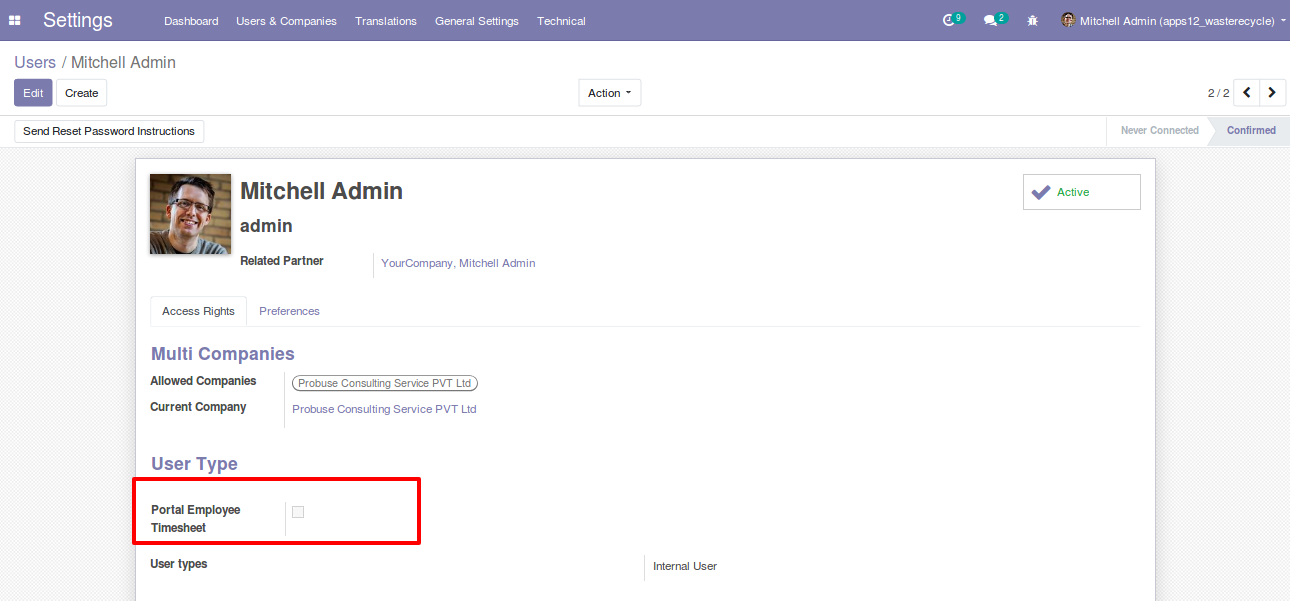 Settings Dashboard Users & Companies Translations General Settings Technical 9 2 Mitchell Admin (apps12_wasterecycle)
Users / Mitchell Admin
Edit Create Action 2 / 2
Send Reset Password Instructions Never Connected Confirmed
Mitchell Admin
Active
admin
Related Partner YourCompany, Mitchell Admin
Access Rights Preferences
Multi Companies
Allowed Companies Probuse Consulting Service PVT Ltd
Current Company Probuse Consulting Service PVT Ltd
User Type
Portal Employee
Timesheet
User types Internal User